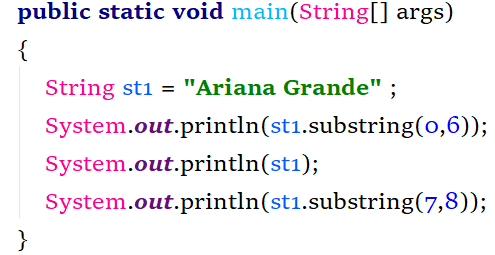 public static void main(String[] args)
{
String st1 = "Ariana Grande" ;
System.out.println(st1.substring(0,6));
System.out.println(st1);
System.out.println(st1.substring(7,8));
}